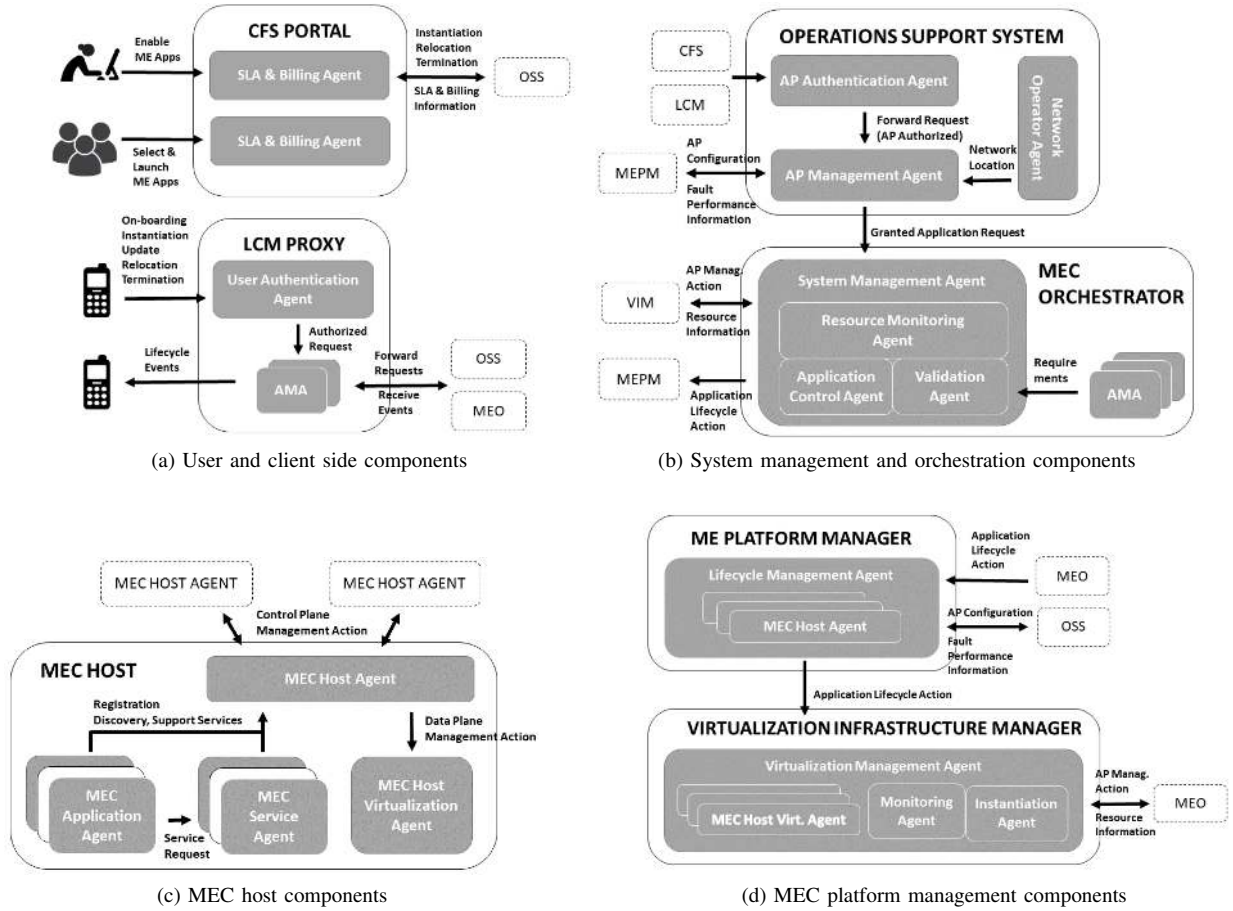 CFS PORTAL
Enable
ME Apps
SLA & Billing Agent
Instantiation
Relocation
Termination
SLA & Billing
Information
OSS
SLA & Billing Agent
Select &
Launch
ME Apps
On-boarding
Instantiation
Update
Relocation
Termination
LCM PROXY
User Authentication
Agent
Authorized
Request
Lifecycle
Events
AMA
Forward
Requests
Receive
Events
OSS
MEO
(a) User and client side components
OPERATIONS SUPPORT SYSTEM
CFS
LCM
AP Authentication Agent
Network
Operator Agent
Forward Request
(AP Authorized)
AP
Configuration
MEPM
Fault
Performance
Information
AP Management Agent
Network
Location
Granted Application Request
MEC
ORCHESTRATOR
System Management Agent
AP Manag.
Action
VIM
Resource
Information
Resource Monitoring
Agent
Application
Control Agent
Validation
Agent
MEPM
Application
Lifecycle
Action
Require
ments
AMA
(b) System management and orchestration components
MEC HOST AGENT
MEC HOST AGENT
Control Plane
Management Action
MEC HOST
MEC Host Agent
Registration
Discovery, Support Services
Data Plane
Management Action
MEC
Application
Agent
Service
Request
MEC
Service
Agent
MEC Host
Virtualization
Agent
(c) MEC host components
ME PLATFORM MANAGER
Lifecycle Management Agent
MEC Host Agent
Application
Lifecycle
Action
MEO
AP Configuration
Fault
Performance
Information
OSS
Application Lifecycle Action
VIRTUALIZATION INFRASTRUCTURE MANAGER
Virtualization Management Agent
MEC Host Virt. Agent
Monitoring
Agent
Instantiation
Agent
AP Manag.
Action
Resource
Information
MEO
(d) MEC platform management components